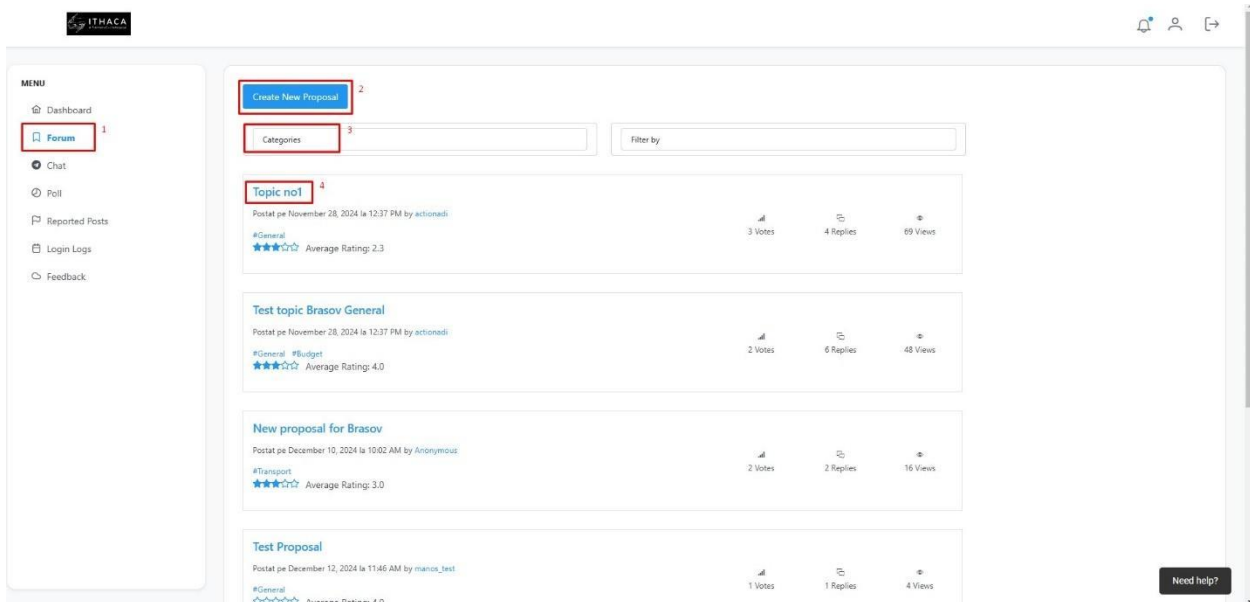 ITHACA
MENU
Dashboard
Forum
1
Chat
Poll
Reported Posts
Login Logs
Feedback
Create New Proposal
2
Categories
3
Filter by
Topic no1
4
Postat pe November 28, 2024 la 12:37 PM by actionadi
#General
Average Rating: 2.3
3 Votes
4 Replies
69 Views
Test topic Brasov General
Postat pe November 28, 2024 la 12:37 PM by actionadi
#General #Budget
Average Rating: 4.0
2 Votes
6 Replies
48 Views
New proposal for Brasov
Postat pe December 10, 2024 la 10:02 AM by Anonymous
#Transport
Average Rating: 3.0
2 Votes
2 Replies
16 Views
Test Proposal
Postat pe December 12, 2024 la 11:46 AM by manos_test
#General
Average Rating: 4.0
1 Votes
1 Replies
4 Views
Need help?